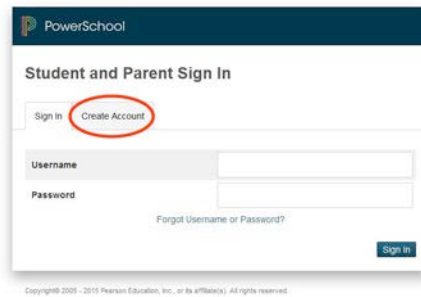 PowerSchool
Student and Parent Sign In
Sign In Create Account
Username
Password
Forgot Username or Password?
Sign In
Copyright© 2005 - 2015 Pearson Education, Inc., or its affiliate(s). All rights reserved.